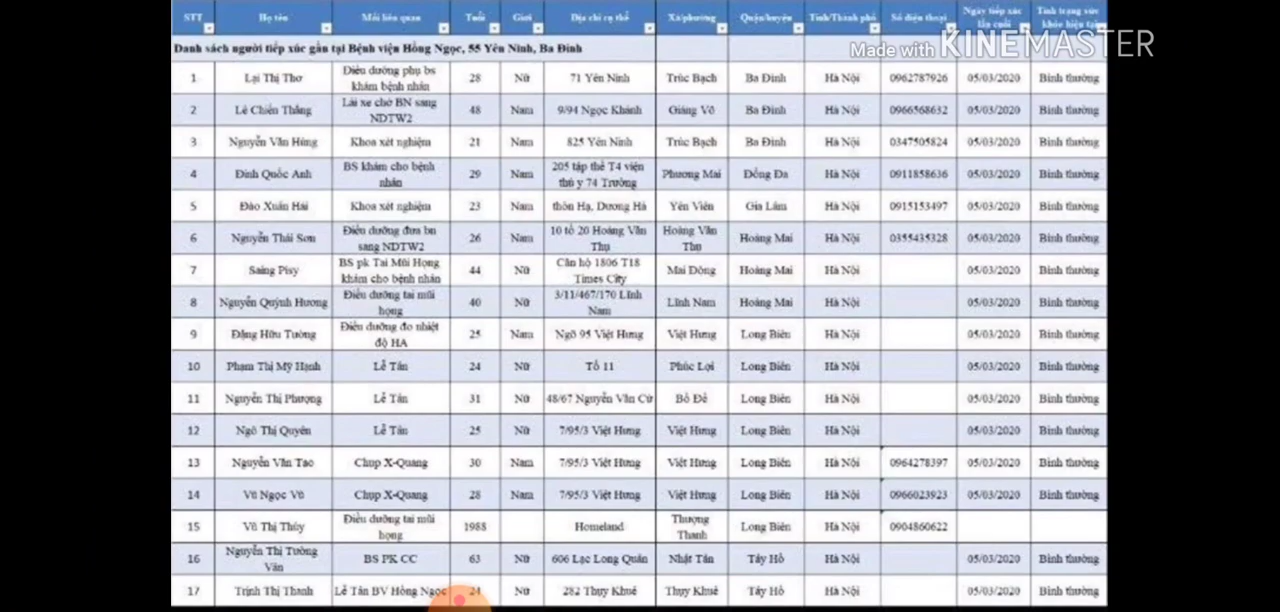 STT Họ tên Mối liên quan Tuổi Giới Địa chỉ cụ thể Xã/phường Quận/huyện Tỉnh/Thành phố Số điện thoại Ngày tiếp xúc lần cuối Tình trạng sức khỏe hiện tại
Danh sách người tiếp xúc gần tại Bệnh viện Hồng Ngọc, 55 Yên Ninh, Ba Đình
Made with KINEMASTER
1 Lại Thị Thơ Điều dưỡng phụ bs khám bệnh nhân 28 Nữ 71 Yên Ninh Trúc Bạch Ba Đình Hà Nội 0962787926 05/03/2020 Bình thường
2 Lê Chiến Thắng Lái xe chở BN sang NDTW2 48 Nam 9/94 Ngọc Khánh Giảng Võ Ba Đình Hà Nội 0966568632 05/03/2020 Bình thường
3 Nguyễn Văn Hùng Khoa xét nghiệm 21 Nam 825 Yên Ninh Trúc Bạch Ba Đình Hà Nội 0347505824 05/03/2020 Bình thường
4 Đinh Quốc Anh BS khám cho bệnh nhân 29 Nam 205 tập thể T4 viện thú y 74 Trường Phương Mai Đống Đa Hà Nội 0911858636 05/03/2020 Bình thường
5 Đào Xuân Hải Khoa xét nghiệm 23 Nam thôn Hạ, Dương Hà Yên Viên Gia Lâm Hà Nội 0915153497 05/03/2020 Bình thường
6 Nguyễn Thái Sơn Điều dưỡng đưa bn sang NDTW2 26 Nam 10 tổ 20 Hoàng Văn Thụ Hoàng Văn Thụ Hoàng Mai Hà Nội 0355435328 05/03/2020 Bình thường
7 Saing Pisy BS pk Tai Mũi Họng khám cho bệnh nhân 44 Nữ Căn hộ 1806 T18 Times City Mai Động Hoàng Mai Hà Nội 05/03/2020 Bình thường
8 Nguyễn Quỳnh Hương Điều dưỡng tai mũi họng 40 Nữ 3/11/467/170 Lĩnh Nam Lĩnh Nam Hoàng Mai Hà Nội 05/03/2020 Bình thường
9 Đặng Hữu Tường Điều dưỡng đo nhiệt độ HA 25 Nam Ngõ 95 Việt Hưng Việt Hưng Long Biên Hà Nội 05/03/2020 Bình thường
10 Phạm Thị Mỹ Hạnh Lễ Tân 24 Nữ Tổ 11 Phúc Lợi Long Biên Hà Nội 05/03/2020 Bình thường
11 Nguyễn Thị Phượng Lễ Tân 31 Nữ 48/67 Nguyễn Văn Cừ Bồ Đề Long Biên Hà Nội 05/03/2020 Bình thường
12 Ngô Thị Quyên Lễ Tân 25 Nữ 7/95/3 Việt Hưng Việt Hưng Long Biên Hà Nội 05/03/2020 Bình thường
13 Nguyễn Văn Tạo Chụp X-Quang 30 Nam 7/95/3 Việt Hưng Việt Hưng Long Biên Hà Nội 0964278397 05/03/2020 Bình thường
14 Vũ Ngọc Vũ Chụp X-Quang 28 Nam 7/95/3 Việt Hưng Việt Hưng Long Biên Hà Nội 0966023923 05/03/2020 Bình thường
15 Vũ Thị Thúy Điều dưỡng tai mũi họng 1988 Homeland Thượng Thanh Long Biên Hà Nội 0904860622
16 Nguyễn Thị Tường Vân BS PK CC 63 Nữ 606 Lạc Long Quân Nhật Tân Tây Hồ Hà Nội 05/03/2020 Bình thường
17 Trịnh Thị Thanh Lễ Tân BV Hồng Ngọc 24 Nữ 282 Thụy Khuê Thụy Khuê Tây Hồ Hà Nội 05/03/2020 Bình thường